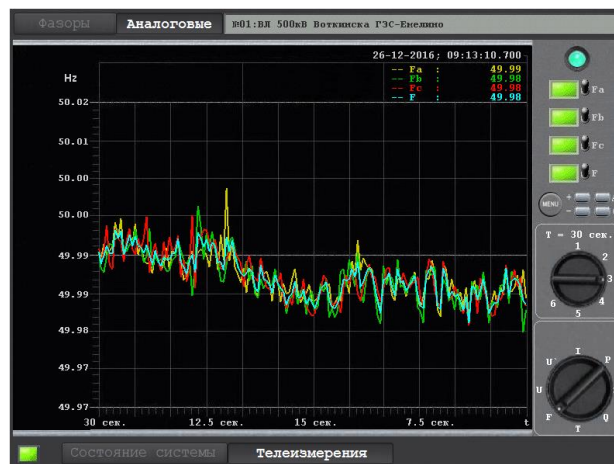 Фазоры
Аналоговые
№01:ВЛ 500кВ Воткинска ГЭС-Емелино
26-12-2016; 09:13:10.700
Hz
-- Fa : 49.99
-- Fb : 49.98
-- Fc : 49.98
-- F : 49.98
50.02
50.01
50.00
50.00
49.99
49.99
49.98
49.97
49.97
30 сек.
12.5 сек.
15 сек.
7.5 сек.
t
Fa
Fb
Fc
F
MENU
+
-
T = 30 сек.
1
2
3
4
5
6
I
P
Q
T
F
U
U
Состояние системы
Телеизмерения